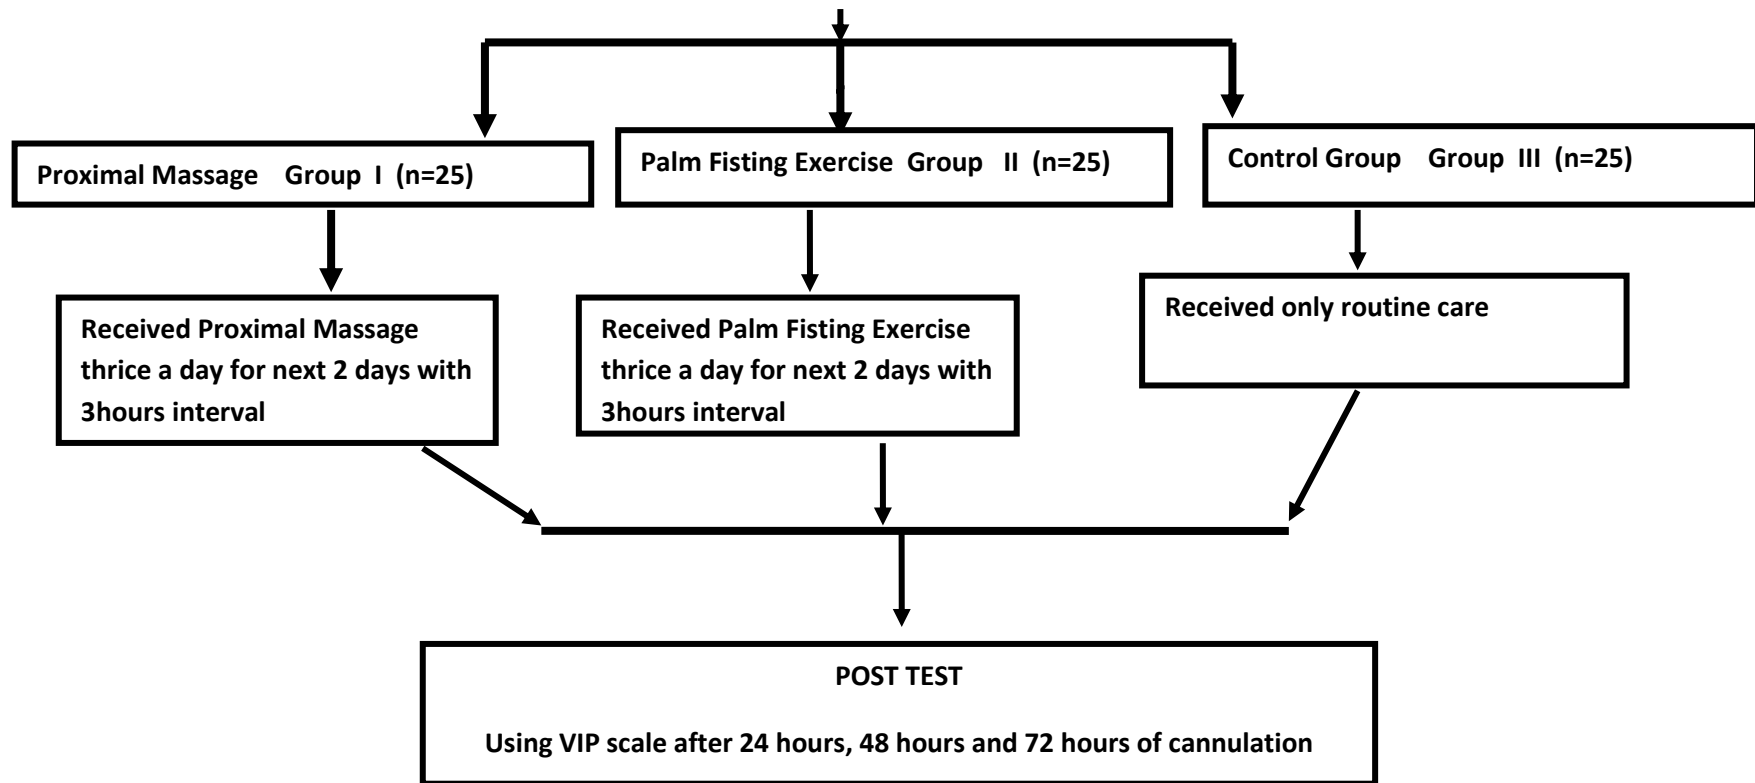 Proximal Massage Group I (n=25)
Palm Fisting Exercise Group II (n=25)
Control Group Group III (n=25)
Received Proximal Massage
thrice a day for next 2 days with
3hours interval
Received Palm Fisting Exercise
thrice a day for next 2 days with
3hours interval
Received only routine care
POST TEST
Using VIP scale after 24 hours, 48 hours and 72 hours of cannulation